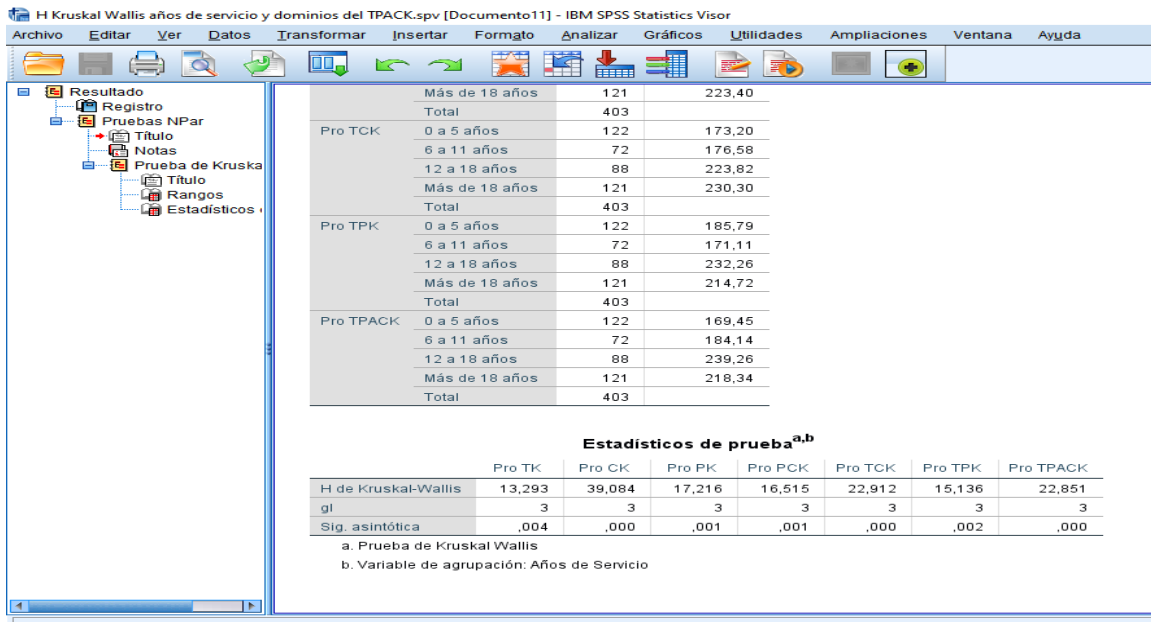 H Kruskal Wallis años de servicio y dominios del TPACK.spv [Documento11] - IBM SPSS Statistics Visor
Archivo Editar Ver Datos Transformar Insertar Formato Analizar Gráficos Utilidades Ampliaciones Ventana Ayuda
Resultado
Registro
Pruebas NPar
Título
Notas
Prueba de Kruska
Título
Rangos
Estadísticos
Más de 18 años 121 223,40
Total 403
Pro TCK 0 a 5 años 122 173,20
6 a 11 años 72 176,58
12 a 18 años 88 223,82
Más de 18 años 121 230,30
Total 403
Pro TPK 0 a 5 años 122 185,79
6 a 11 años 72 171,11
12 a 18 años 88 232,26
Más de 18 años 121 214,72
Total 403
Pro TPACK 0 a 5 años 122 169,45
6 a 11 años 72 184,14
12 a 18 años 88 239,26
Más de 18 años 121 218,34
Total 403
Estadísticos de prueba a,b
Pro TK Pro CK Pro PK Pro PCK Pro TCK Pro TPK Pro TPACK
H de Kruskal-Wallis 13,293 39,084 17,216 16,515 22,912 15,136 22,851
gl 3 3 3 3 3 3 3
Sig. asintótica ,004 ,000 ,001 ,001 ,000 ,002 ,000
a. Prueba de Kruskal Wallis
b. Variable de agrupación: Años de Servicio